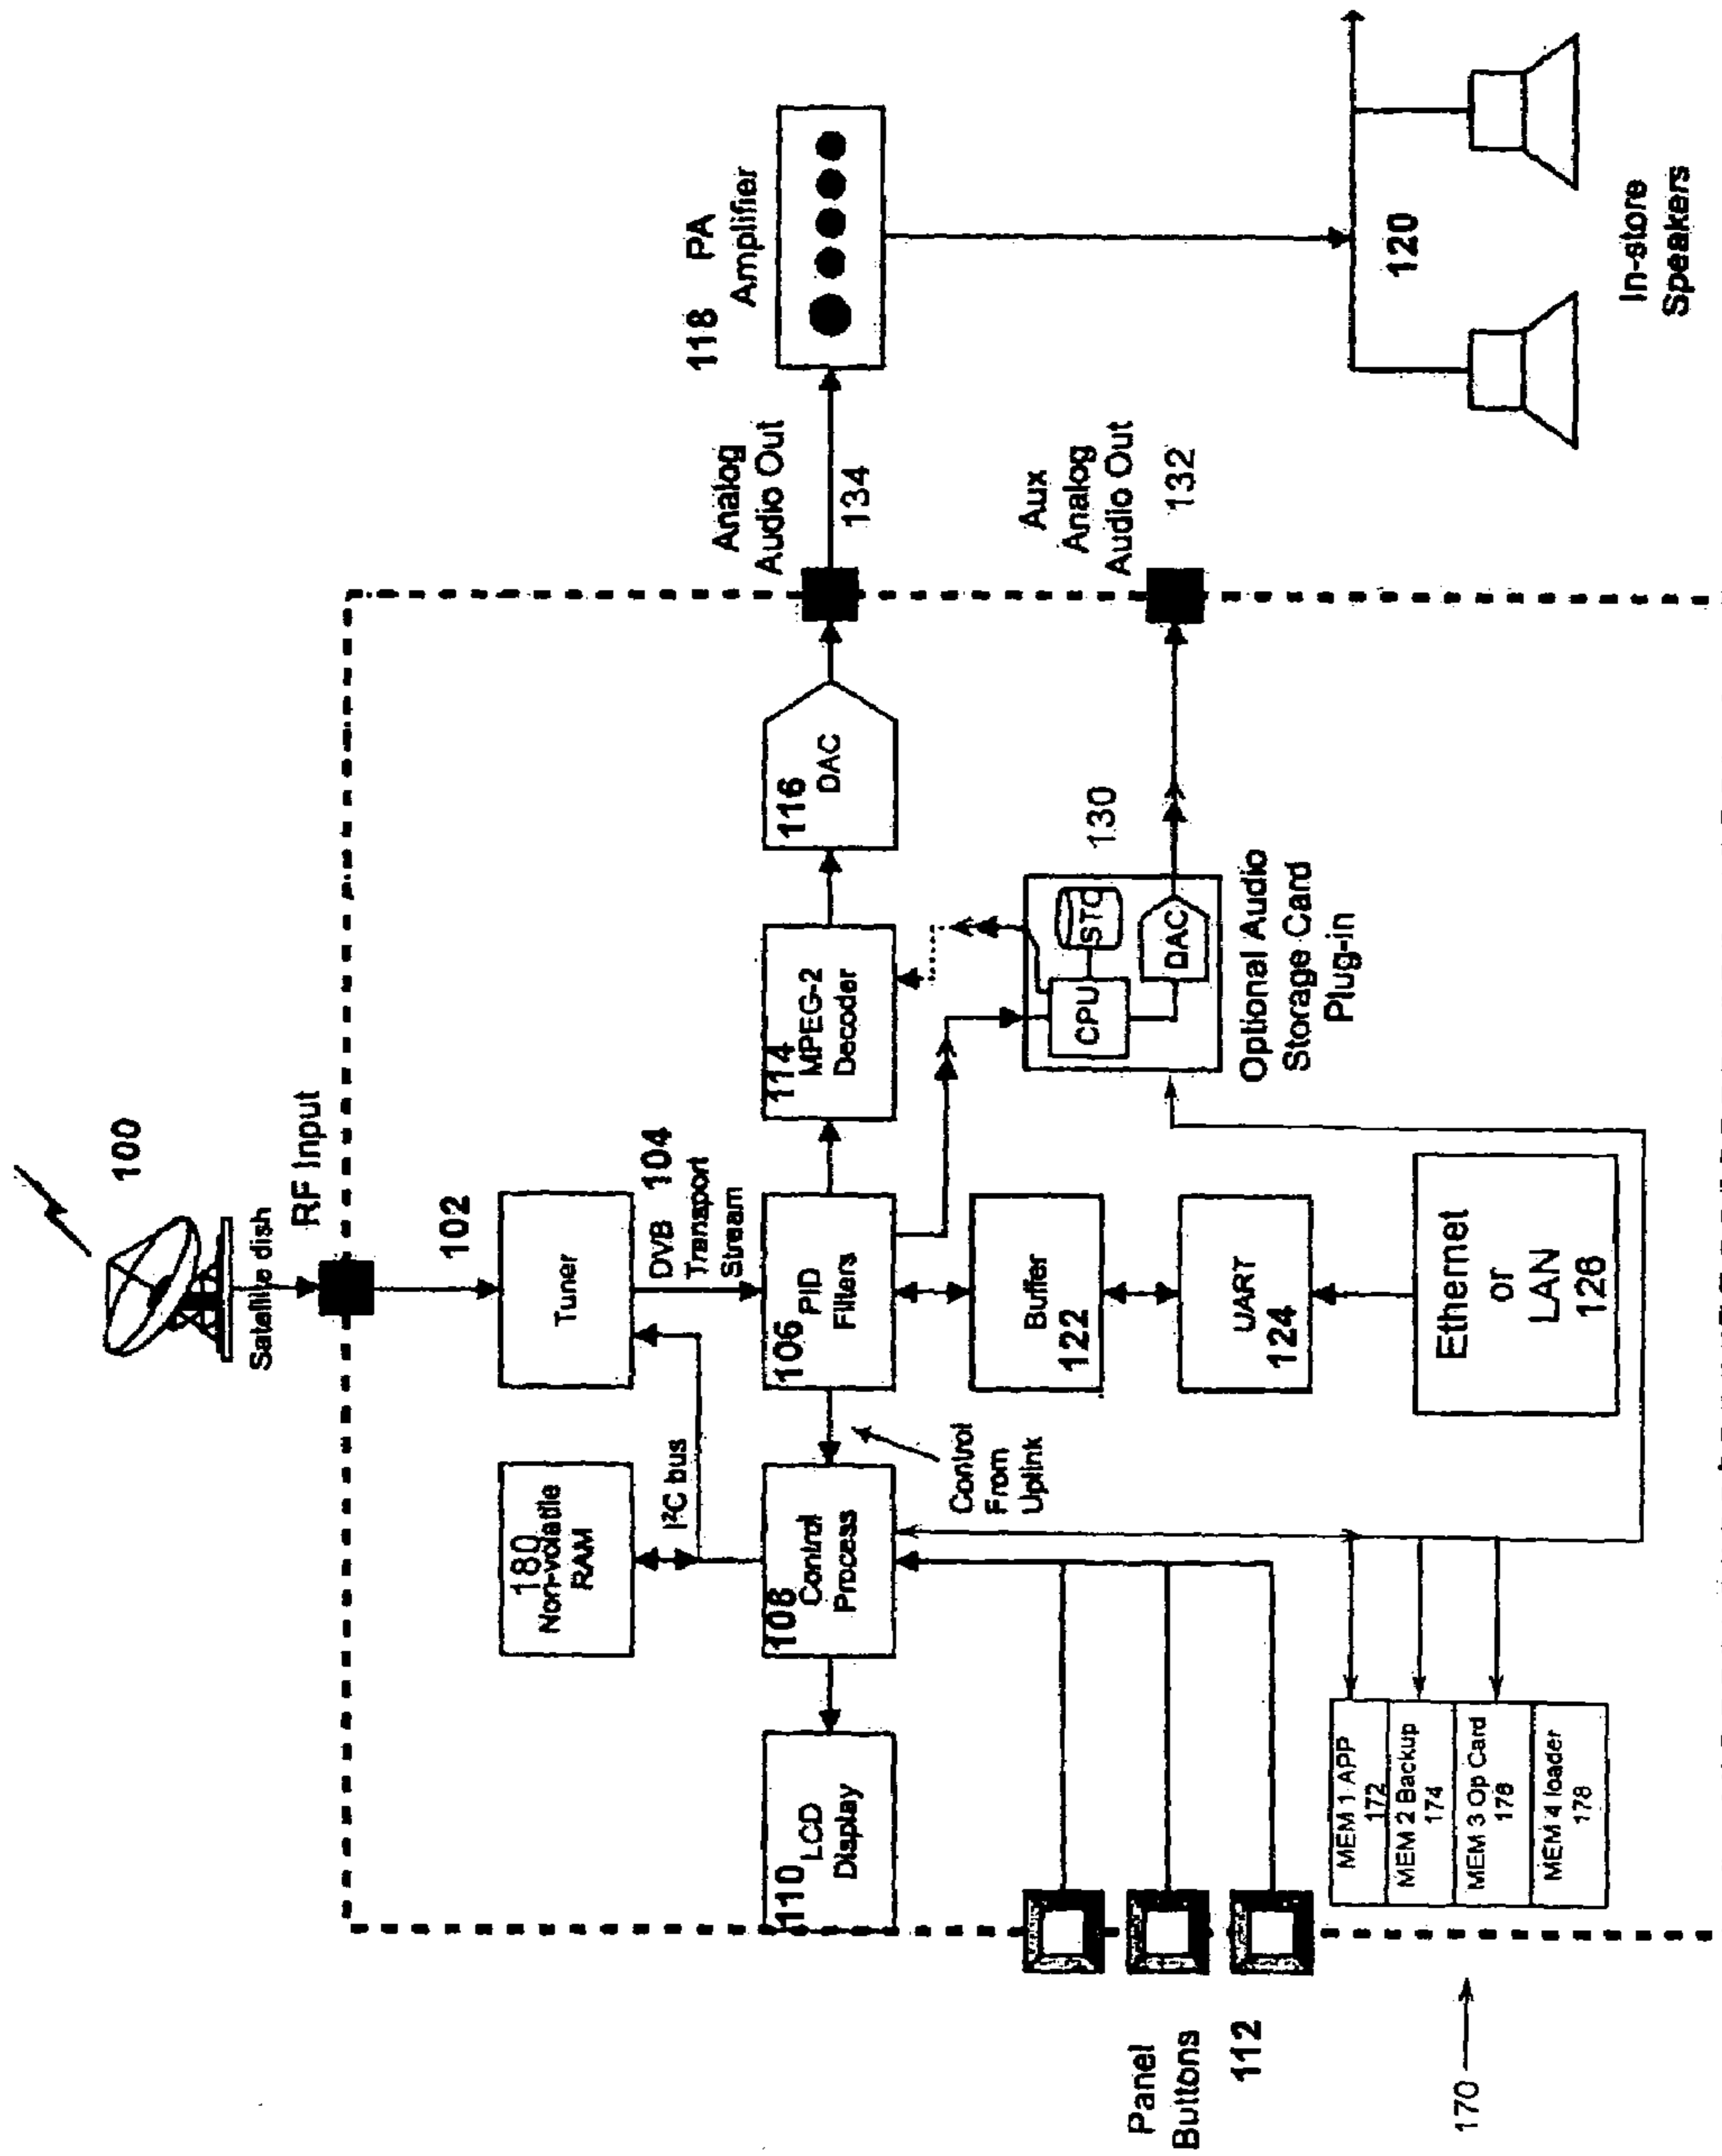 100
Satellite dish
RF Input
102
Tuner
DVB 104
Transport
Stream
180
Non-volatile
RAM
I²C bus
110 LCD
Display
108
Control
Process
106 PID
Filters
114
MPEG-2
Decoder
116
DAC
Analog
Audio Out
134
118 PA
Amplifier
Control
From
Uplink
Buffer
122
UART
124
Ethernet
or
LAN
126
CPU
STO
DAC
130
Optional Audio
Storage Card
Plug-in
Aux
Analog
Audio Out
132
120
In-store
Speakers
Panel
Buttons
112
MEM 1 APP
172
MEM 2 Backup
174
MEM 3 Op Card
176
MEM 4 loader
178
170